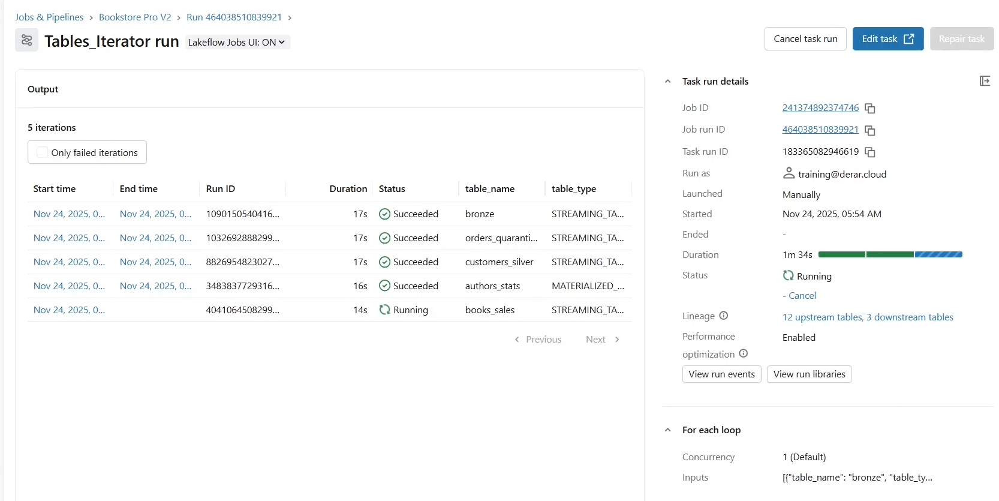 Jobs & Pipelines › Bookstore Pro V2 › Run 464038510839921 ›
Tables_Iterator run Lakeflow Jobs UI: ON
Cancel task run
Edit task
Repair task
Output
5 iterations
Only failed iterations
Start time End time Run ID Duration Status table_name table_type
Nov 24, 2025, 0... Nov 24, 2025, 0... 1090150540416... 17s Succeeded bronze STREAMING_TA...
Nov 24, 2025, 0... Nov 24, 2025, 0... 1032692888299... 17s Succeeded orders_quaranti... STREAMING_TA...
Nov 24, 2025, 0... Nov 24, 2025, 0... 8826954823027... 17s Succeeded customers_silver STREAMING_TA...
Nov 24, 2025, 0... Nov 24, 2025, 0... 3483837729316... 16s Succeeded authors_stats MATERIALIZED_...
Nov 24, 2025, 0... 4041064508299... 14s Running books_sales STREAMING_TA...
‹ Previous Next ›
Task run details
Job ID 241374892374746
Job run ID 464038510839921
Task run ID 183365082946619
Run as training@derar.cloud
Launched Manually
Started Nov 24, 2025, 05:54 AM
Ended -
Duration 1m 34s
Status Running
- Cancel
Lineage 12 upstream tables, 3 downstream tables
Performance optimization Enabled
View run events View run libraries
For each loop
Concurrency 1 (Default)
Inputs [{"table_name": "bronze", "table_ty...